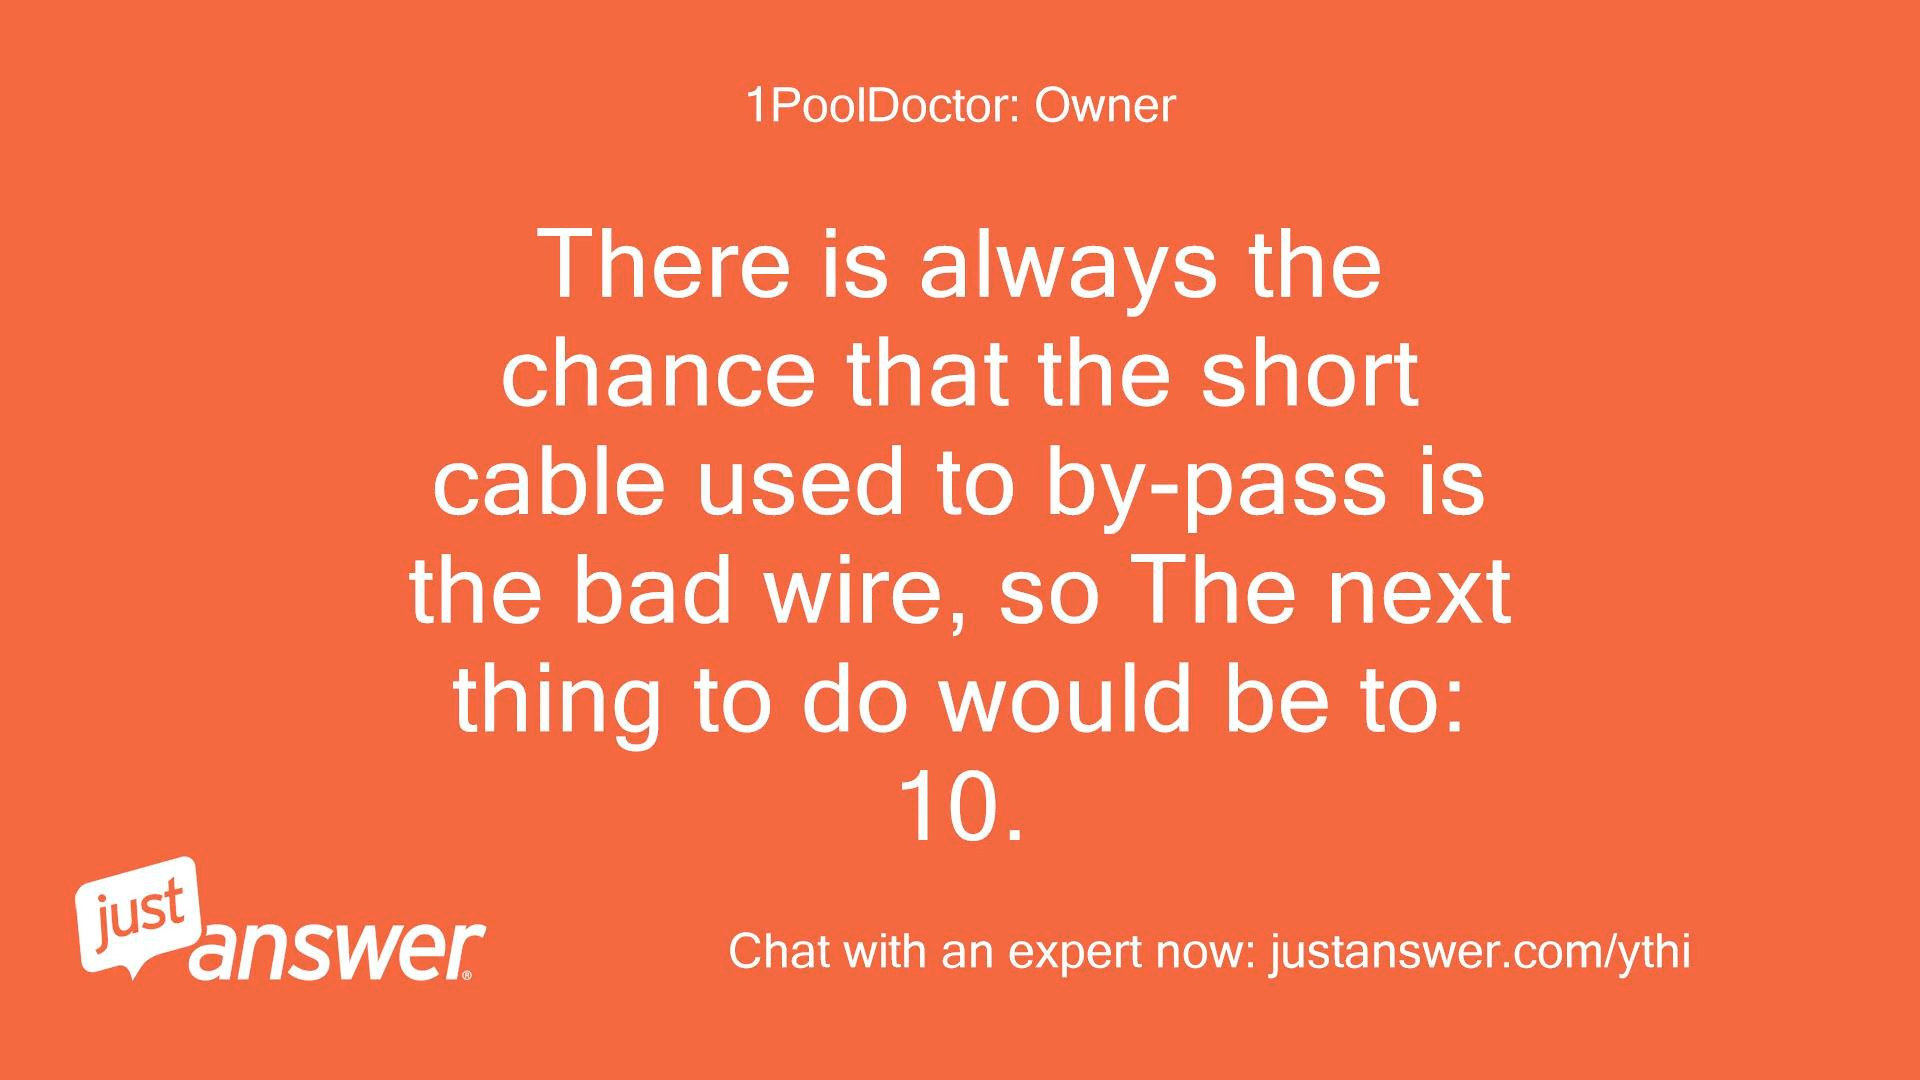 1PoolDoctor: Owner
There is always the
chance that the short
cable used to by-pass is
the bad wire, so The next
thing to do would be to:
10.
just
answer®
Chat with an expert now: justanswer.com/ythi